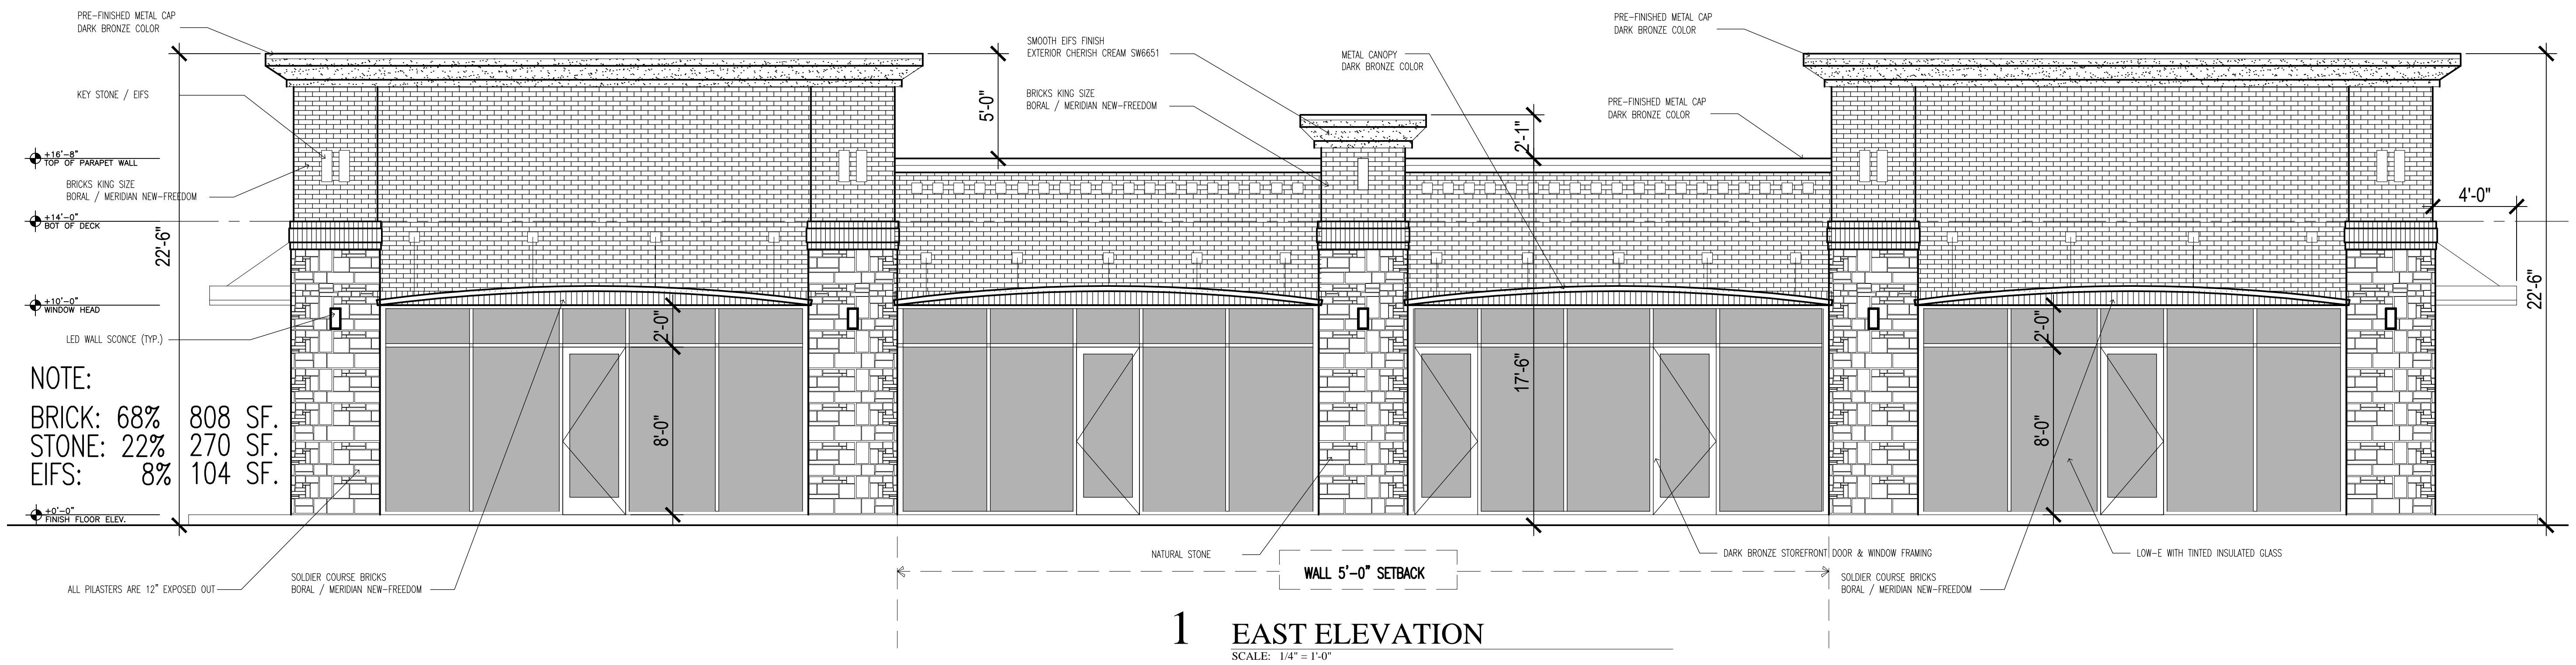 PRE-FINISHED METAL CAP
DARK BRONZE COLOR
KEY STONE / EIFS
+16'-8"
TOP OF PARAPET WALL
BRICKS KING SIZE
BORAL / MERIDIAN NEW-FREEDOM
+14'-0"
BOT OF DECK
22'-6"
+10'-0"
WINDOW HEAD
LED WALL SCONCE (TYP.)
NOTE:
BRICK: 68% 808 SF.
STONE: 22% 270 SF.
EIFS: 8% 104 SF.
+0'-0"
FINISH FLOOR ELEV.
ALL PILASTERS ARE 12" EXPOSED OUT
SOLDIER COURSE BRICKS
BORAL / MERIDIAN NEW-FREEDOM
2'-0"
8'-0"
5'-0"
SMOOTH EIFS FINISH
EXTERIOR CHERISH CREAM SW6651
BRICKS KING SIZE
BORAL / MERIDIAN NEW-FREEDOM
METAL CANOPY
DARK BRONZE COLOR
2'-1"
17'-6"
PRE-FINISHED METAL CAP
DARK BRONZE COLOR
PRE-FINISHED METAL CAP
DARK BRONZE COLOR
4'-0"
22'-6"
2'-0"
8'-0"
NATURAL STONE
DARK BRONZE STOREFRONT DOOR & WINDOW FRAMING
LOW-E WITH TINTED INSULATED GLASS
WALL 5'-0" SETBACK
SOLDIER COURSE BRICKS
BORAL / MERIDIAN NEW-FREEDOM
1 EAST ELEVATION
SCALE: 1/4" = 1'-0"